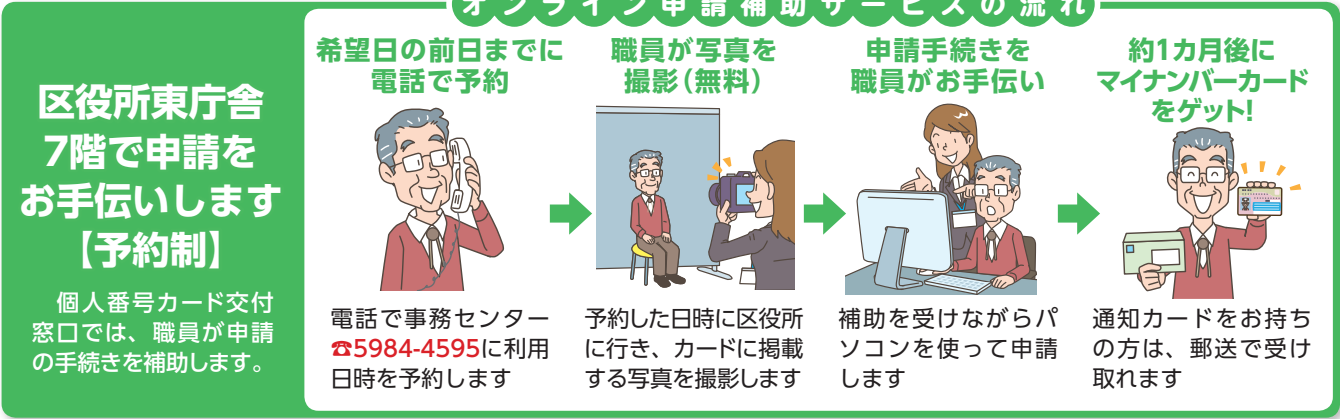 オンライン申請補助サービスの流れ
区役所東庁舎
7階で申請を
お手伝いします
【予約制】
個人番号カード交付
窓口では、職員が申請
の手続きを補助します。
希望日の前日までに
電話で予約
電話で事務センター
☎5984-4595に利用
日時を予約します
職員が写真を
撮影（無料）
予約した日時に区役所
に行き、カードに掲載
する写真を撮影します
申請手続きを
職員がお手伝い
補助を受けながらパ
ソコンを使って申請
します
約1カ月後に
マイナンバーカード
をゲット!
通知カードをお持ち
の方は、郵送で受け
取れます